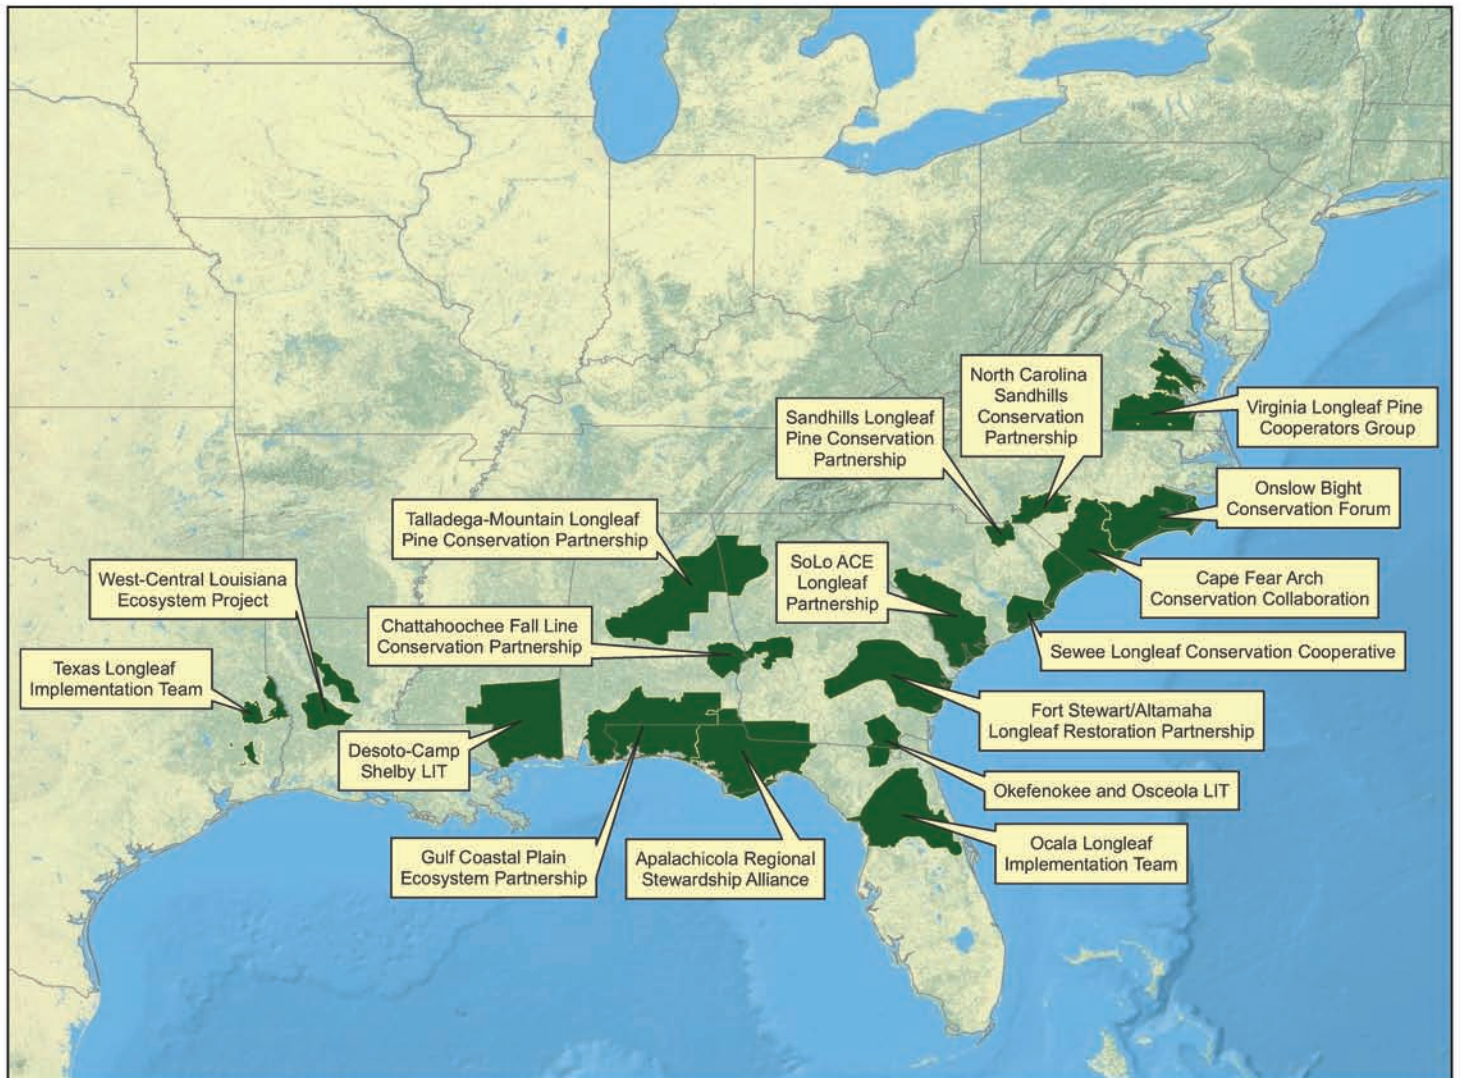 North Carolina
Sandhills
Conservation
Partnership
Sandhills Longleaf
Pine Conservation
Partnership
Virginia Longleaf Pine
Cooperators Group
Onslow Bight
Conservation Forum
Talladega-Mountain Longleaf
Pine Conservation Partnership
SoLo ACE
Longleaf
Partnership
West-Central Louisiana
Ecosystem Project
Cape Fear Arch
Conservation Collaboration
Chattahoochee Fall Line
Conservation Partnership
Sewee Longleaf Conservation Cooperative
Texas Longleaf
Implementation Team
Fort Stewart/Altamaha
Longleaf Restoration Partnership
Desoto-Camp
Shelby LIT
Okefenokee and Osceola LIT
Gulf Coastal Plain
Ecosystem Partnership
Apalachicola Regional
Stewardship Alliance
Ocala Longleaf
Implementation Team